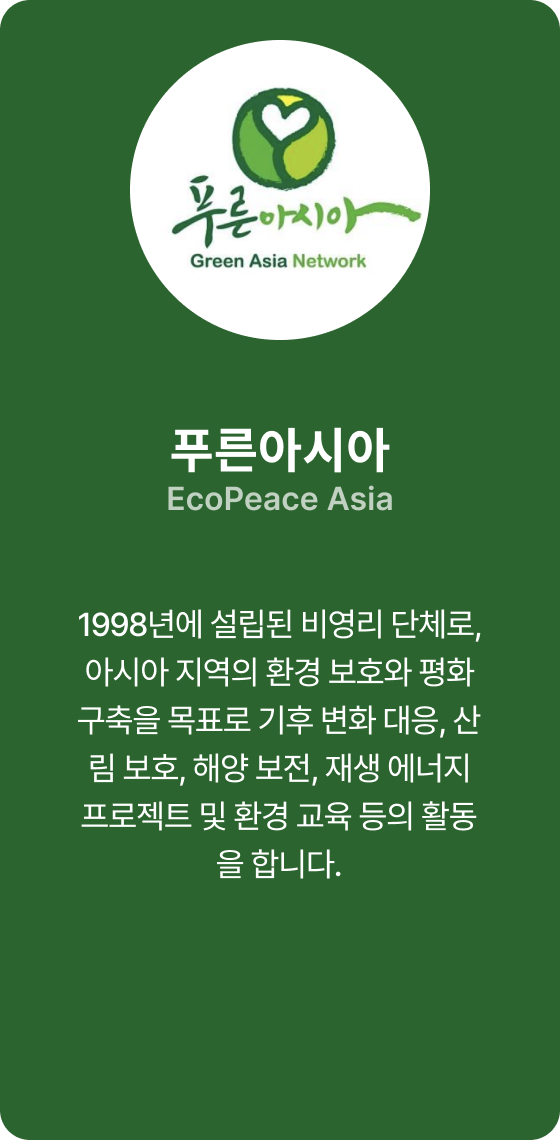 푸른아시아
Green Asia Network
푸른아시아
EcoPeace Asia
1998년에 설립된 비영리 단체로,
아시아 지역의 환경 보호와 평화
구축을 목표로 기후 변화 대응, 산
림 보호, 해양 보전, 재생 에너지
프로젝트 및 환경 교육 등의 활동
을 합니다.